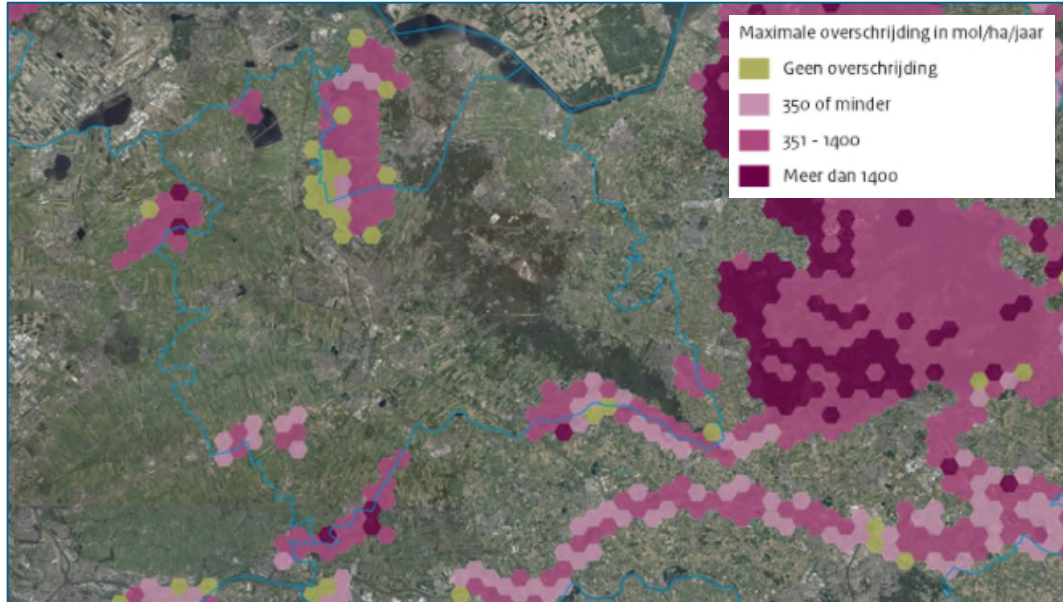 Maximale overschrijding in mol/ha/jaar
Geen overschrijding
350 of minder
351 - 1400
Meer dan 1400